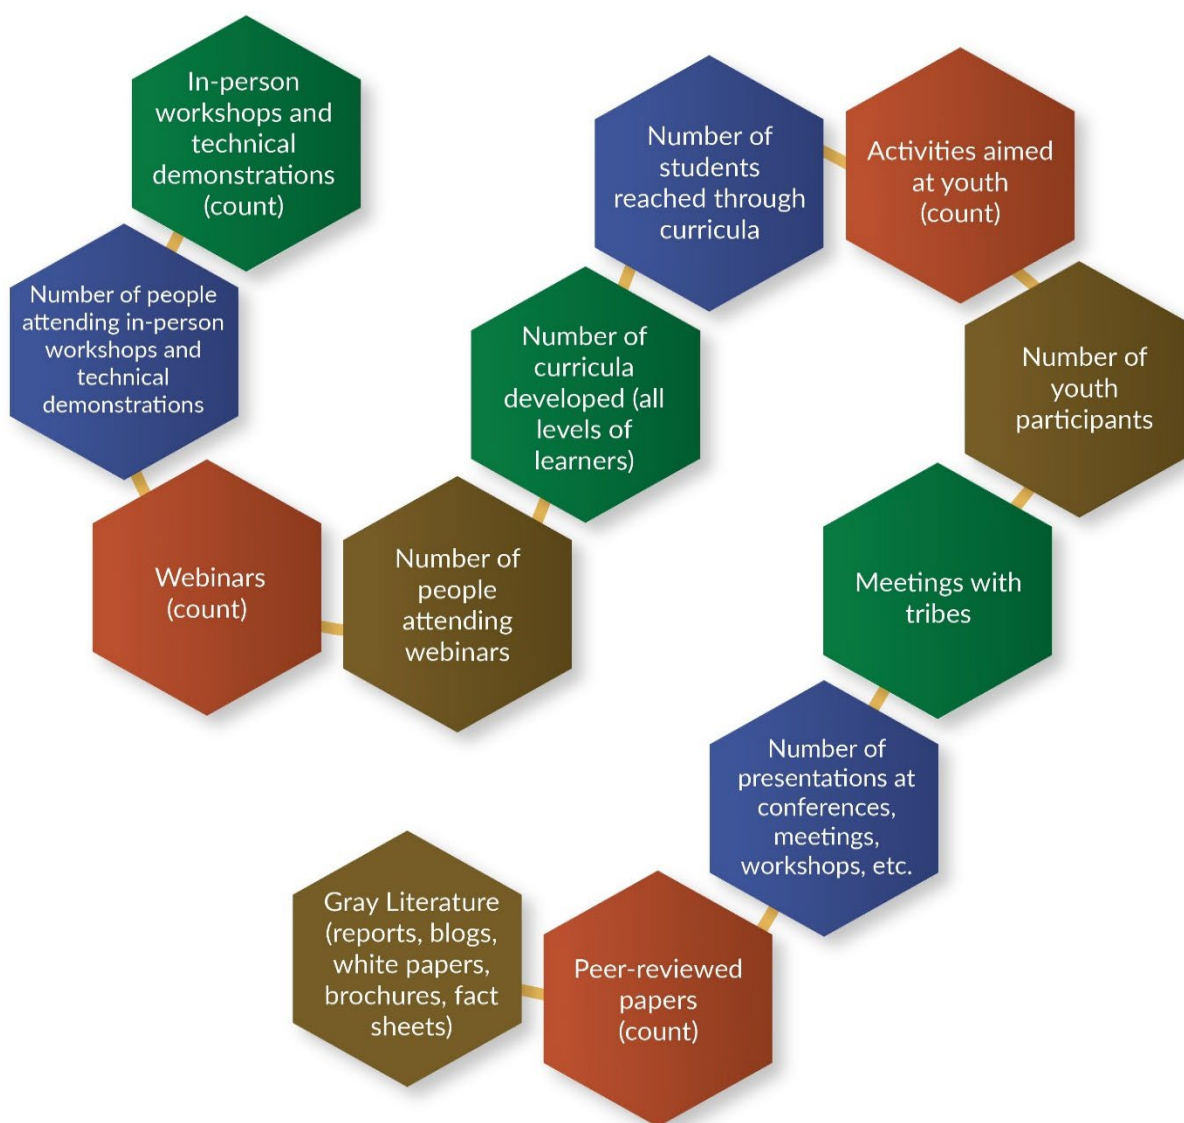 In-person
workshops and
technical
demonstrations
(count)
Number of people
attending in-person
workshops and
technical
demonstrations
Webinars
(count)
Number of
people
attending
webinars
Number of
curricula
developed (all
levels of
learners)
Number of
students
reached through
curricula
Activities aimed
at youth
(count)
Number of
youth
participants
Meetings with
tribes
Number of
presentations at
conferences,
meetings,
workshops, etc.
Peer-reviewed
papers
(count)
Gray Literature
(reports, blogs,
white papers,
brochures, fact
sheets)